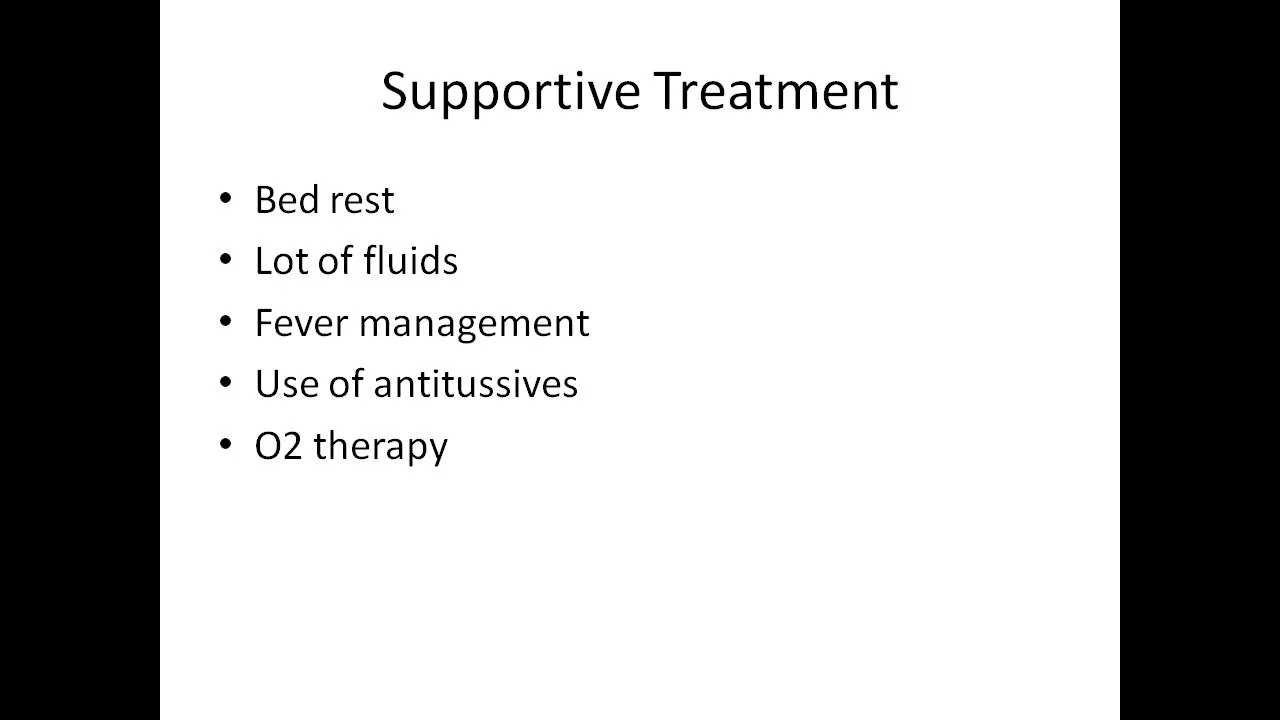 Supportive Treatment
• Bed rest
• Lot of fluids
• Fever management
• Use of antitussives
• O2 therapy